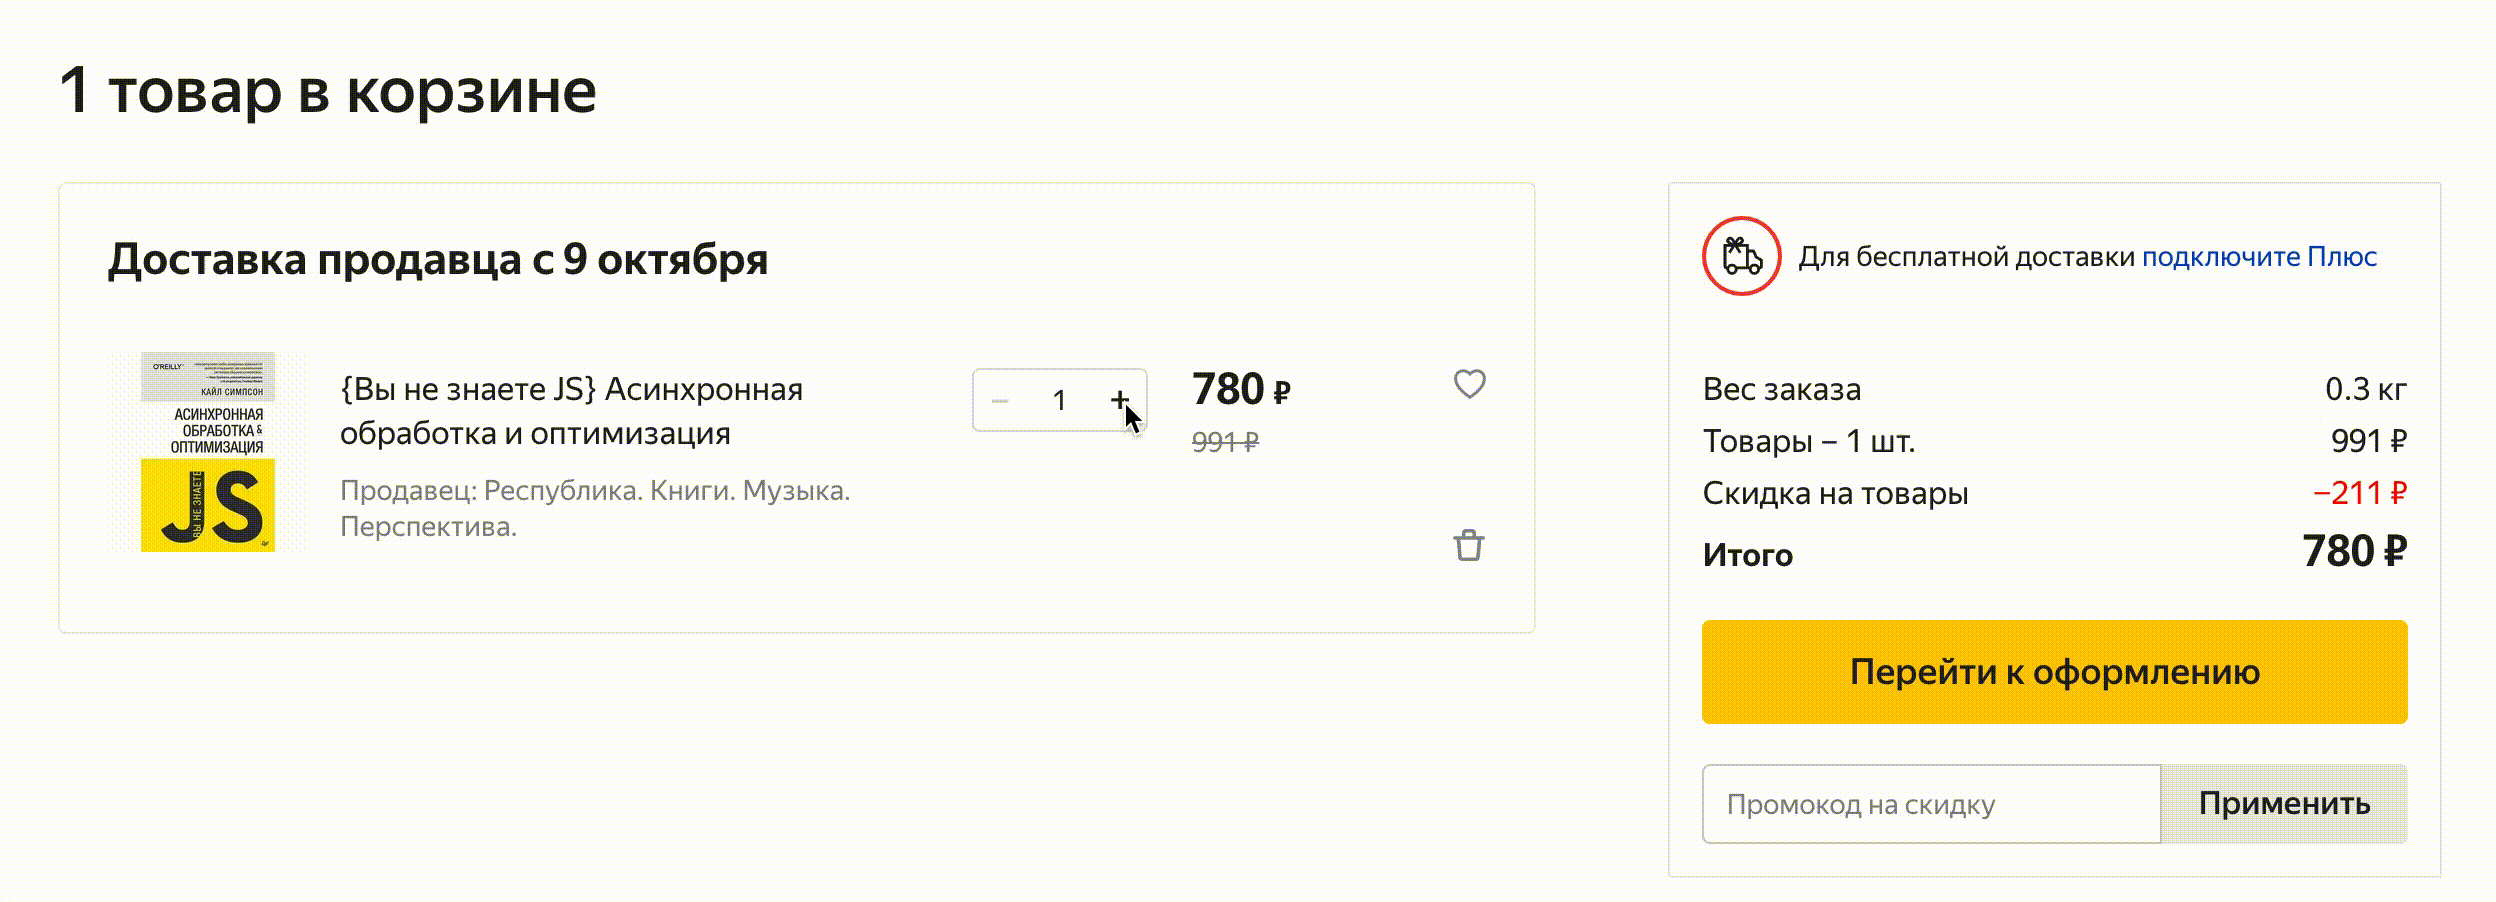 1 товар в корзине
Доставка продавца с 9 октября
O'REILLY
КАЙЛ СИМПСОН
АСИНХРОННАЯ
ОБРАБОТКА &
ОПТИМИЗАЦИЯ
ВЫ НЕ ЗНАЕТЕ
JS
{Вы не знаете JS} Асинхронная
обработка и оптимизация
Продавец: Республика. Книги. Музыка.
Перспектива.
– 1 +
780 ₽
991 ₽
Для бесплатной доставки подключите Плюс
Вес заказа 0.3 кг
Товары – 1 шт. 991 ₽
Скидка на товары –211 ₽
Итого 780 ₽
Перейти к оформлению
Промокод на скидку Применить